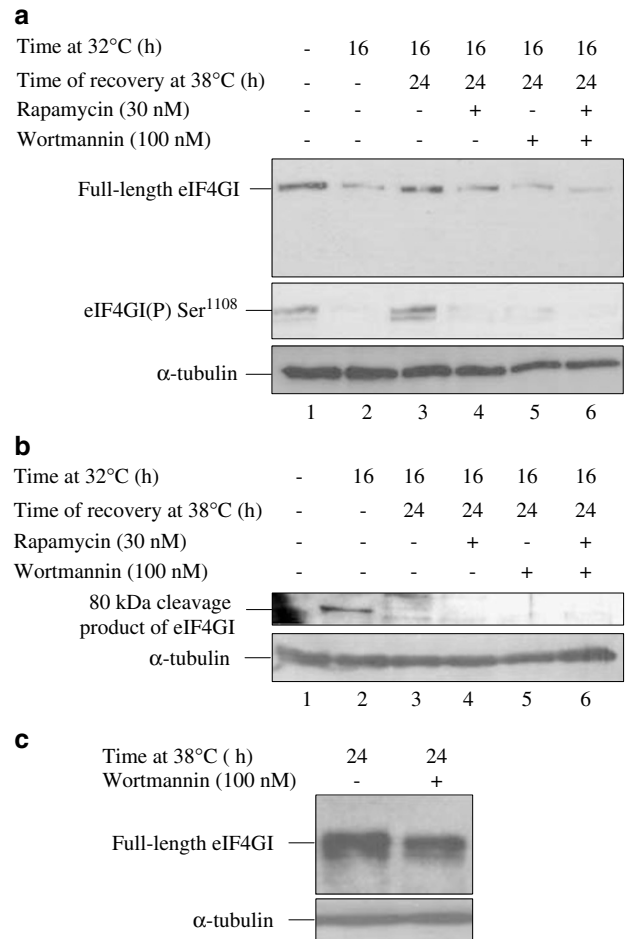 a
Time at 32°C (h) - 16 16 16 16 16
Time of recovery at 38°C (h) - - 24 24 24 24
Rapamycin (30 nM) - - - + - +
Wortmannin (100 nM) - - - - + +
Full-length eIF4GI
eIF4GI(P) Ser1108
α-tubulin
1 2 3 4 5 6
b
Time at 32°C (h) - 16 16 16 16 16
Time of recovery at 38°C (h) - - 24 24 24 24
Rapamycin (30 nM) - - - + - +
Wortmannin (100 nM) - - - - + +
80 kDa cleavage
product of eIF4GI
α-tubulin
1 2 3 4 5 6
c
Time at 38°C ( h) 24 24
Wortmannin (100 nM) - +
Full-length eIF4GI
α-tubulin